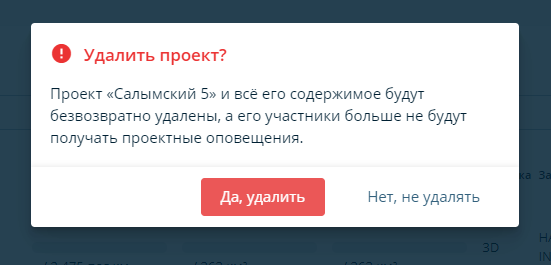 Удалить проект?
Проект «Салымский 5» и всё его содержимое будут
безвозвратно удалены, а его участники больше не будут
получать проектные оповещения.
Да, удалить
Нет, не удалять
3D